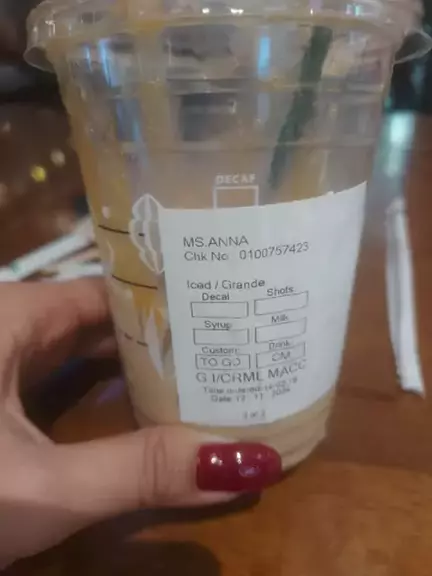 DECAF
MS.ANNA
Chk No 0100757423
Iced / Grande
Decaf Shots
Syrup Milk
Custom Drink
TO GO CM
G I/CRML MACC